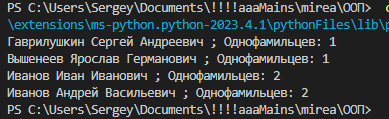 PS C:\Users\Sergey\Documents\!!!!aaaMains\mirea\ООП>
\extensions\ms-python.python-2023.4.1\pythonFiles\lib\
Гаврилушкин Сергей Андреевич ; Однофамильцев: 1
Вышенеев Ярослав Германович ; Однофамильцев: 1
Иванов Иван Иванович ; Однофамильцев: 2
Иванов Андрей Васильевич ; Однофамильцев: 2
PS C:\Users\Sergey\Documents\!!!!aaaMains\mirea\ООП>